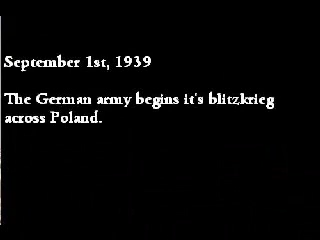 September 1st, 1939
The German army begins it's blitzkrieg
across Poland.